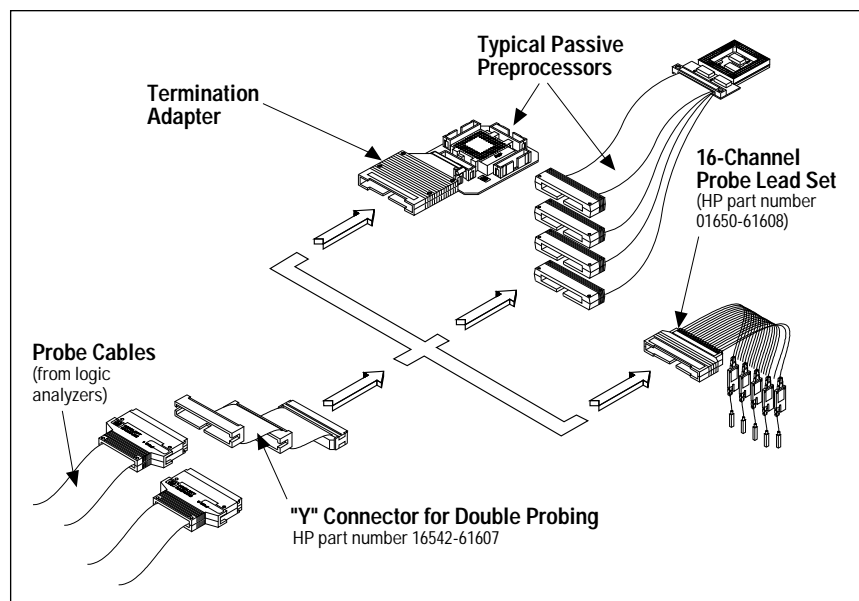 Typical Passive
Preprocessors
Termination
Adapter
16-Channel
Probe Lead Set
(HP part number
01650-61608)
Probe Cables
(from logic
analyzers)
"Y" Connector for Double Probing
HP part number 16542-61607